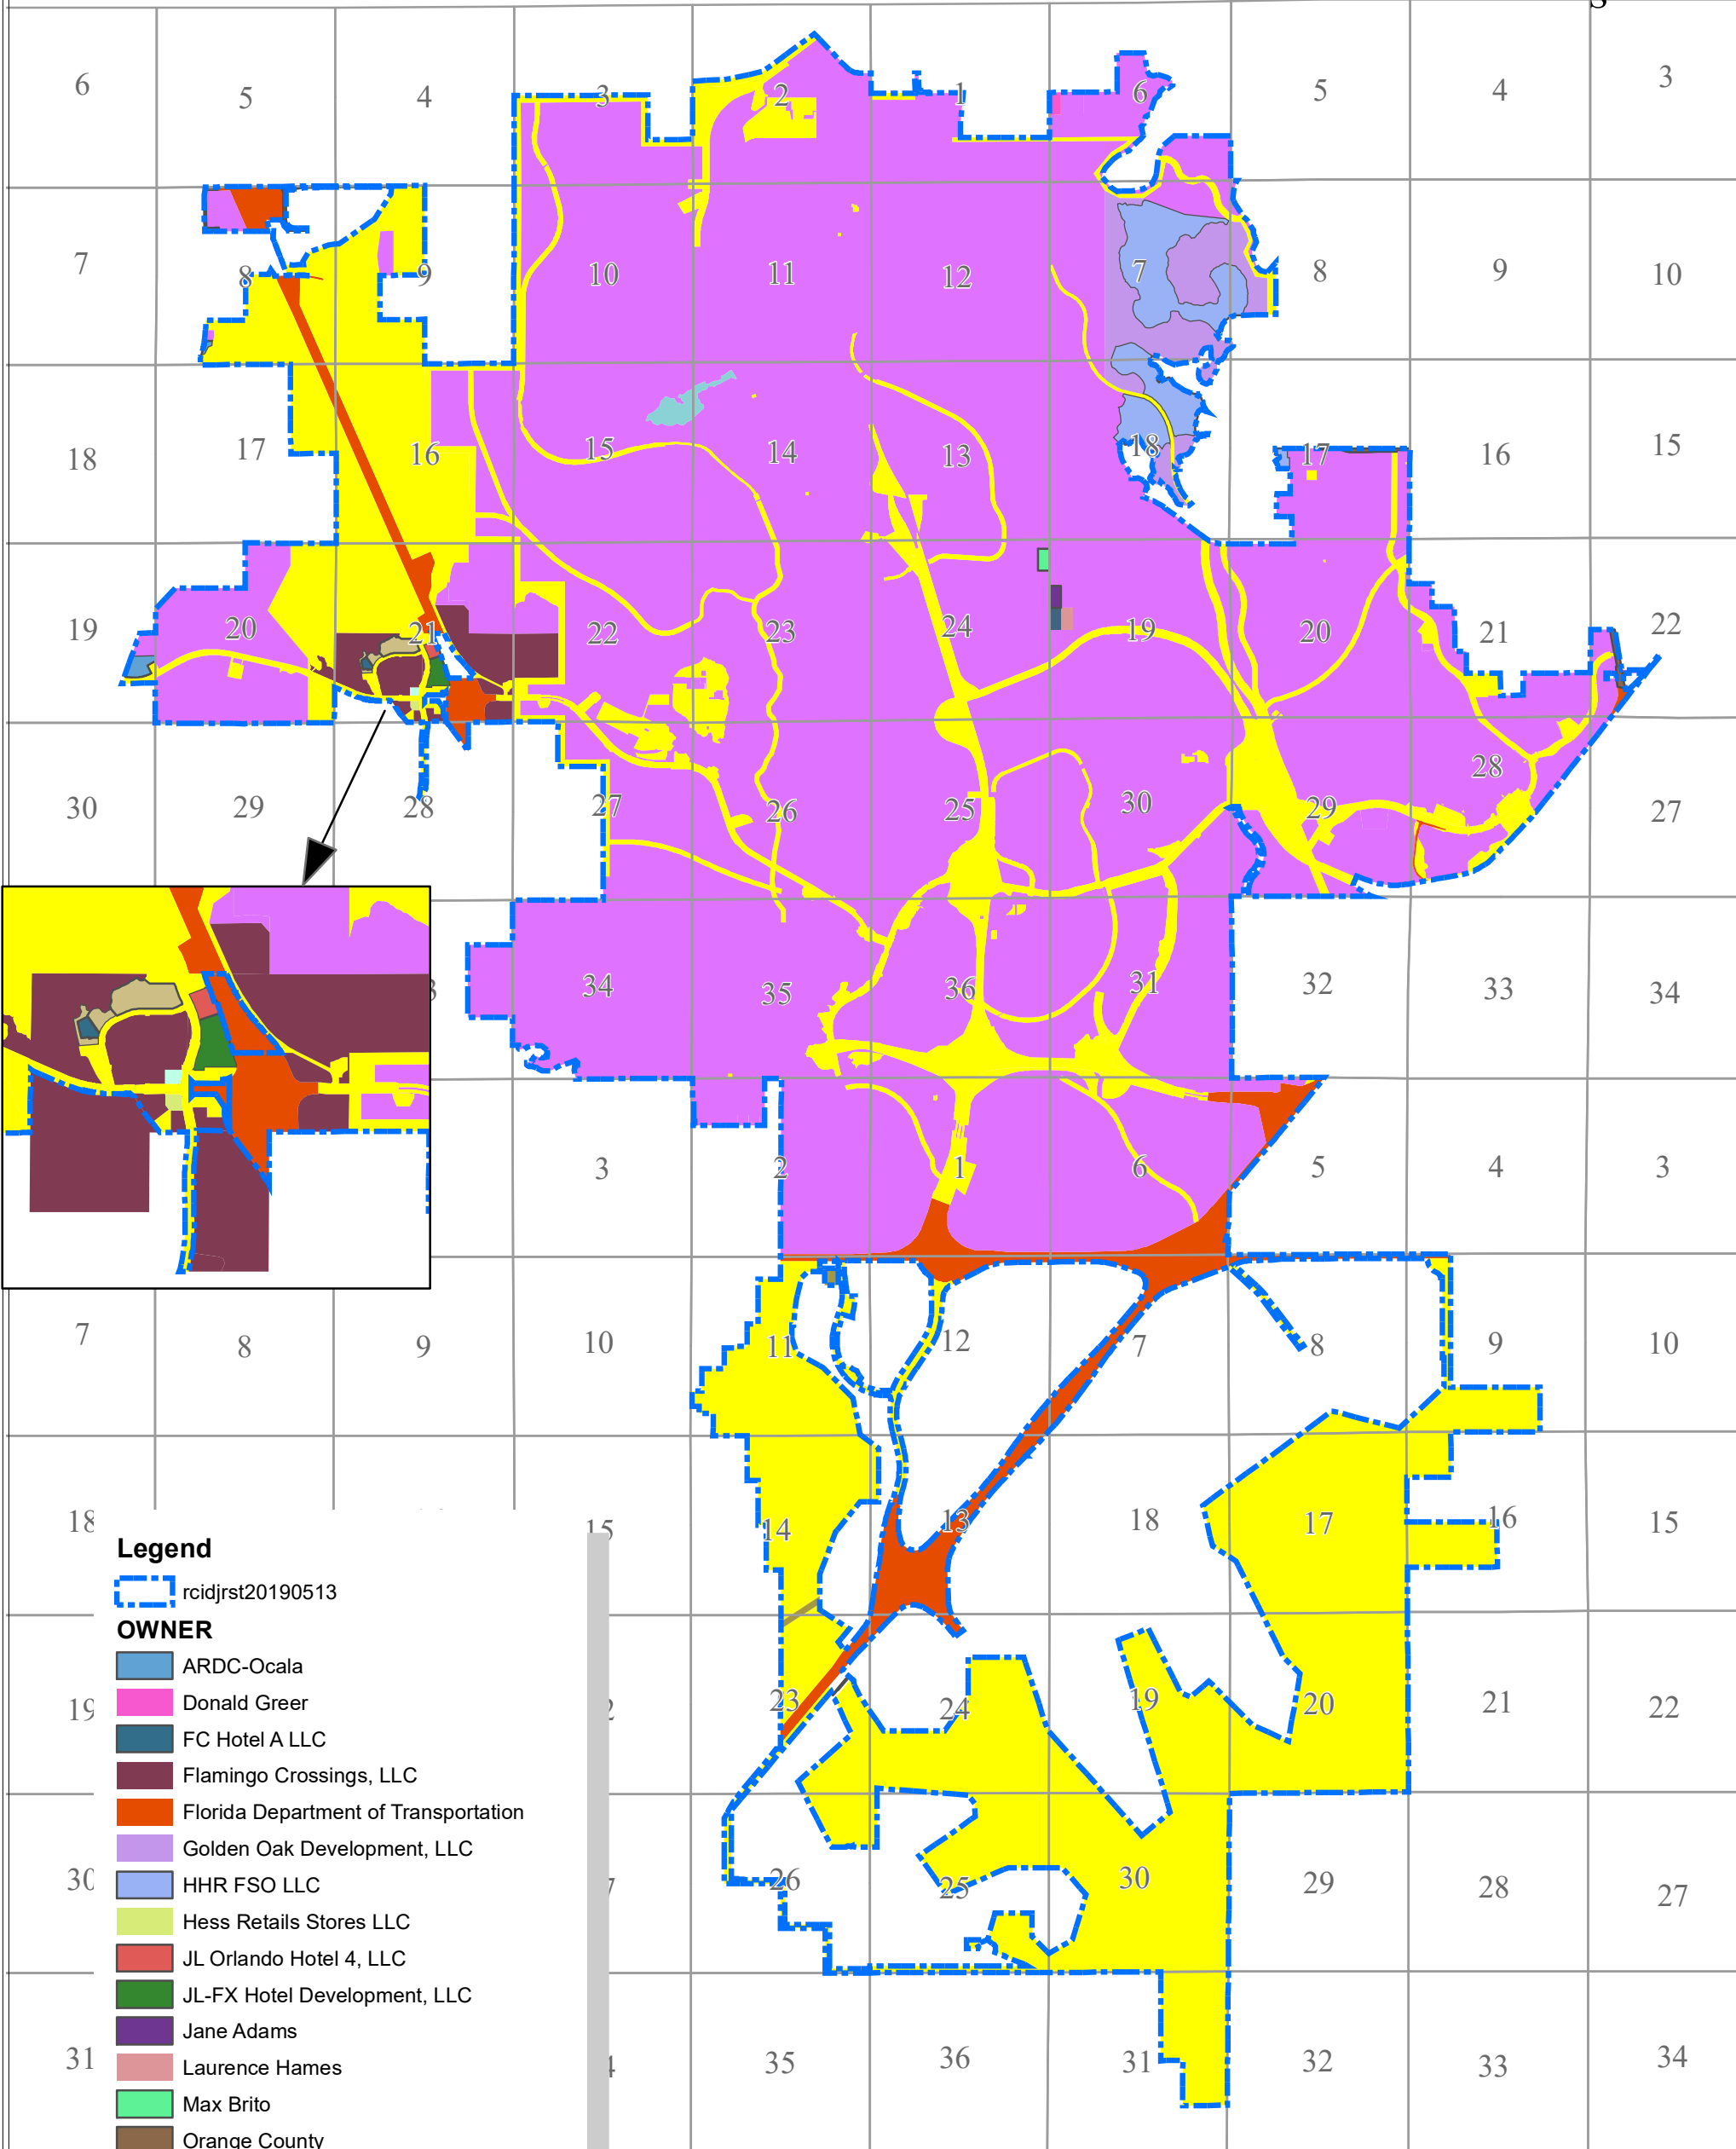 6 5 4 3 2 1 6 5 4 3
7 8 9 10 11 12 7 8 9 10
18 17 16 15 14 13 18 17 16 15
19 20 21 22 23 24 19 20 21 22
30 29 28 27 26 25 30 29 28 27
34 35 36 31 32 33 34
3 2 1 6 5 4 3
7 8 9 10 11 12 7 8 9 10
18 15 14 13 18 17 16 15
19 23 24 19 20 21 22
30 26 25 30 29 28 27
31 35 36 31 32 33 34
Legend
rcidjrst20190513
OWNER
ARDC-Ocala
Donald Greer
FC Hotel A LLC
Flamingo Crossings, LLC
Florida Department of Transportation
Golden Oak Development, LLC
HHR FSO LLC
Hess Retails Stores LLC
JL Orlando Hotel 4, LLC
JL-FX Hotel Development, LLC
Jane Adams
Laurence Hames
Max Brito
Orange County